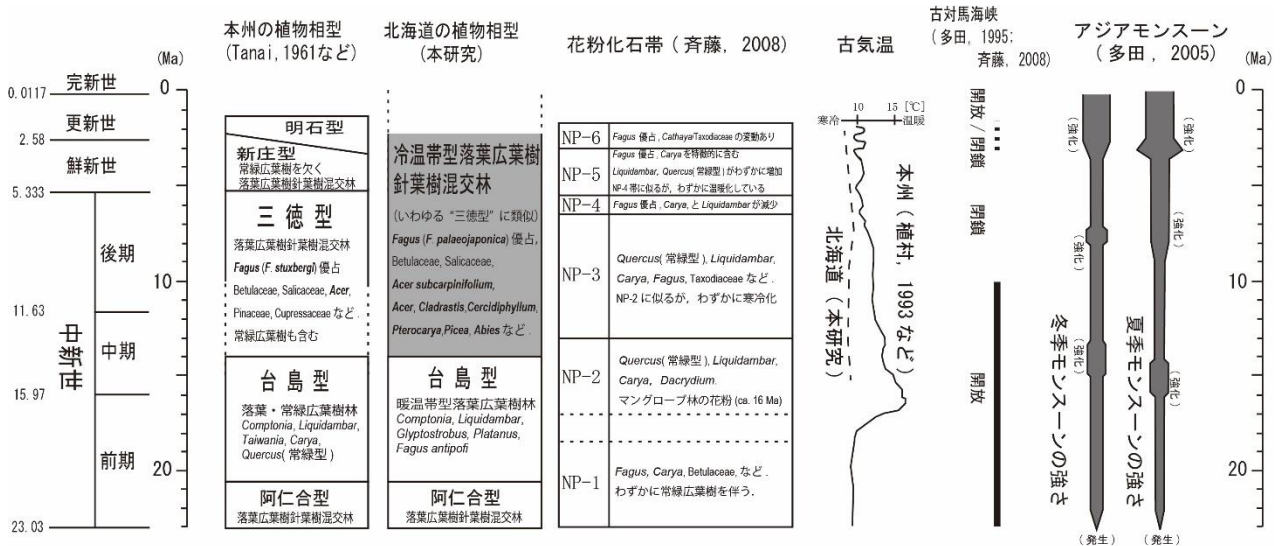 本州の植物相型
(Tanai, 1961など)
北海道の植物相型
(本研究)
花粉化石帯 (斉藤, 2008)
古気温
古対馬海峡
(多田, 1995;
斉藤, 2008)
アジアモンスーン
(多田, 2005)
(Ma)
(Ma)
(Ma)
完新世
0.0117
更新世
2.58
鮮新世
5.333
後期
11.63
中期
中新世
15.97
前期
23.03
0
10
20
明石型
新庄型
常緑広葉樹を欠く
落葉広葉樹針葉樹混交林
三徳型
落葉広葉樹針葉樹混交林
Fagus (F. stuxbergi) 優占
Betulaceae, Salicaceae, Acer,
Pinaceae, Cupressaceae など.
常緑広葉樹も含む
台島型
落葉・常緑広葉樹林
Comptonia, Liquidambar,
Taiwania, Carya,
Quercus(常緑型)
阿仁合型
落葉広葉樹針葉樹混交林
冷温帯型落葉広葉樹
針葉樹混交林
(いわゆる “三徳型” に類似)
Fagus (F. palaeojaponica) 優占,
Betulaceae, Salicaceae,
Acer subcarpinifolium,
Acer, Cladrastis, Cercidiphyllum,
Pterocarya, Picea, Abies など.
台島型
暖温帯型落葉広葉樹林
Comptonia, Liquidambar,
Glyptostrobus, Platanus,
Fagus antipofi
阿仁合型
落葉広葉樹針葉樹混交林
NP-6
Fagus 優占, Cathaya/Taxodiaceae の変動あり
NP-5
Fagus 優占, Carya を特徴的に含む
Liquidambar, Quercus(常緑型)がわずかに増加
NP-4 帯に似るが, わずかに温暖化している
NP-4
Fagus 優占, Carya, と Liquidambar が減少
NP-3
Quercus(常緑型), Liquidambar,
Carya, Fagus, Taxodiaceae など.
NP-2 に似るが, わずかに寒冷化
NP-2
Quercus(常緑型), Liquidambar,
Carya, Dacrydium.
マングローブ林の花粉 (ca. 16 Ma)
NP-1
Fagus, Carya, Betulaceae, など.
わずかに常緑広葉樹を伴う.
10 15 [℃]
寒冷 温暖
本州 (植村, 1993 など)
北海道 (本研究)
開放/閉鎖
閉鎖
開放
(強化)
(強化)
(強化)
冬季モンスーンの強さ
(発生)
(強化)
(強化)
(強化)
夏季モンスーンの強さ
(発生)
0
10
20